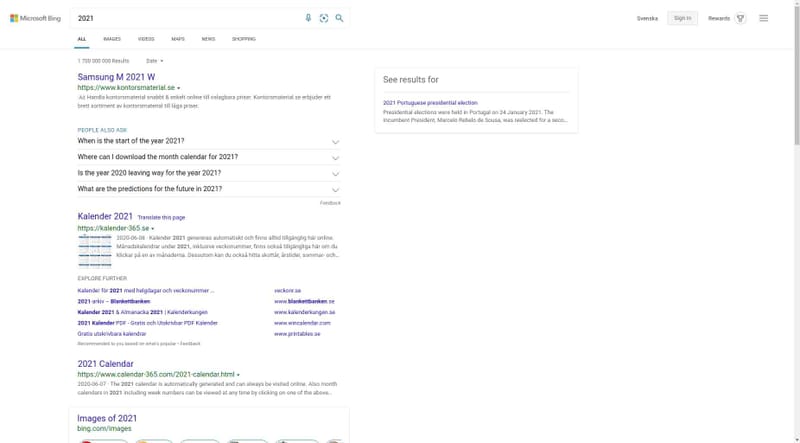 Microsoft Bing
2021
Svenska
Sign in
Rewards
ALL
IMAGES
VIDEOS
MAPS
NEWS
SHOPPING
1 700 000 000 Results
Date
Samsung M 2021 W
https://www.kontorsmaterial.se
Ad Handla kontorsmaterial snabbt & enkelt online till oslagbara priser. Kontorsmaterial.se erbjuder ett
brett sortiment av kontorsmaterial till låga priser.
PEOPLE ALSO ASK
When is the start of the year 2021?
Where can I download the month calendar for 2021?
Is the year 2020 leaving way for the year 2021?
What are the predictions for the future in 2021?
Feedback
Kalender 2021 Translate this page
https://kalender-365.se
2020-06-08 · Kalender 2021 genereras automatiskt och finns alltid tillgänglig här online.
Månadskalendrar under 2021, inklusive veckonummer, finns också tillgängliga här om du
klickar på en av månaderna. Dessutom kan du också hitta skottår, årstider, sommar- och...
EXPLORE FURTHER
Kalender för 2021 med helgdagar och veckonummer ... veckonr.se
2021-arkiv – Blankettbanken www.blankettbanken.se
Kalender 2021 & Almanacka 2021 | Kalenderkungen www.kalenderkungen.se
2021 Kalender PDF - Gratis och Utskrivbar PDF Kalender www.wincalendar.com
Gratis utskrivbara kalendrar www.printables.se
Recommended to you based on what's popular • Feedback
2021 Calendar
https://www.calendar-365.com/2021-calendar.html
2020-06-07 · The 2021 calendar is automatically generated and can always be visited online. Also month
calendars in 2021 including week numbers can be viewed at any time by clicking on one of the above...
Images of 2021
bing.com/images
See results for
2021 Portuguese presidential election
Presidential elections were held in Portugal on 24 January 2021. The
incumbent President, Marcelo Rebelo de Sousa, was reelected for a seco...